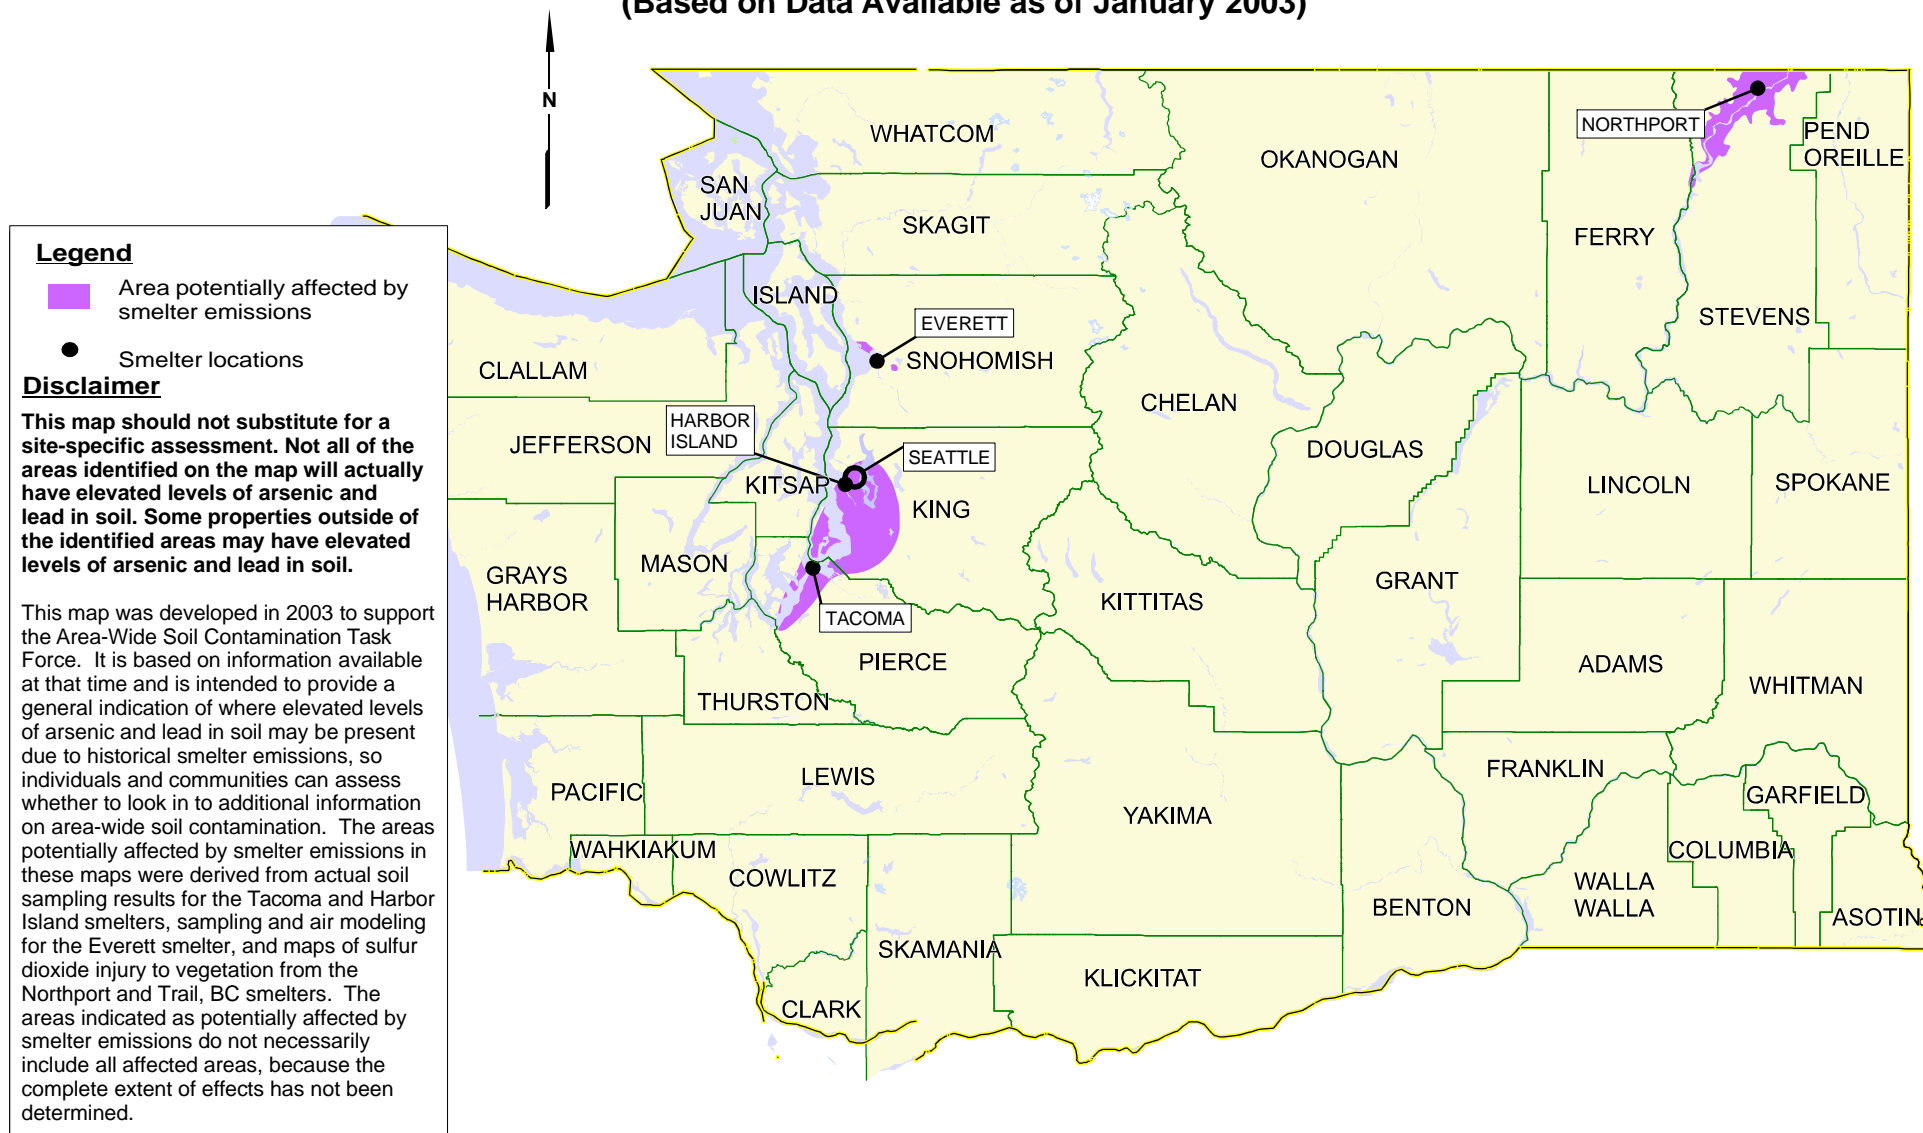 (Based on Data Available as of January 2003)
N
Legend
Area potentially affected by
smelter emissions
Smelter locations
Disclaimer
This map should not substitute for a
site-specific assessment. Not all of the
areas identified on the map will actually
have elevated levels of arsenic and
lead in soil. Some properties outside of
the identified areas may have elevated
levels of arsenic and lead in soil.
This map was developed in 2003 to support
the Area-Wide Soil Contamination Task
Force. It is based on information available
at that time and is intended to provide a
general indication of where elevated levels
of arsenic and lead in soil may be present
due to historical smelter emissions, so
individuals and communities can assess
whether to look in to additional information
on area-wide soil contamination. The areas
potentially affected by smelter emissions in
these maps were derived from actual soil
sampling results for the Tacoma and Harbor
Island smelters, sampling and air modeling
for the Everett smelter, and maps of sulfur
dioxide injury to vegetation from the
Northport and Trail, BC smelters. The
areas indicated as potentially affected by
smelter emissions do not necessarily
include all affected areas, because the
complete extent of effects has not been
determined.
WHATCOM
OKANOGAN
NORTHPORT
PEND
OREILLE
SAN
JUAN
SKAGIT
FERRY
ISLAND
EVERETT
STEVENS
SNOHOMISH
CLALLAM
CHELAN
HARBOR
ISLAND
JEFFERSON
SEATTLE
DOUGLAS
KITSAP
LINCOLN
SPOKANE
KING
MASON
GRAYS
HARBOR
GRANT
KITTITAS
TACOMA
PIERCE
ADAMS
WHITMAN
THURSTON
LEWIS
FRANKLIN
PACIFIC
GARFIELD
YAKIMA
WAHKIAKUM
COLUMBIA
COWLITZ
WALLA
WALLA
BENTON
ASOTIN
SKAMANIA
KLICKITAT
CLARK